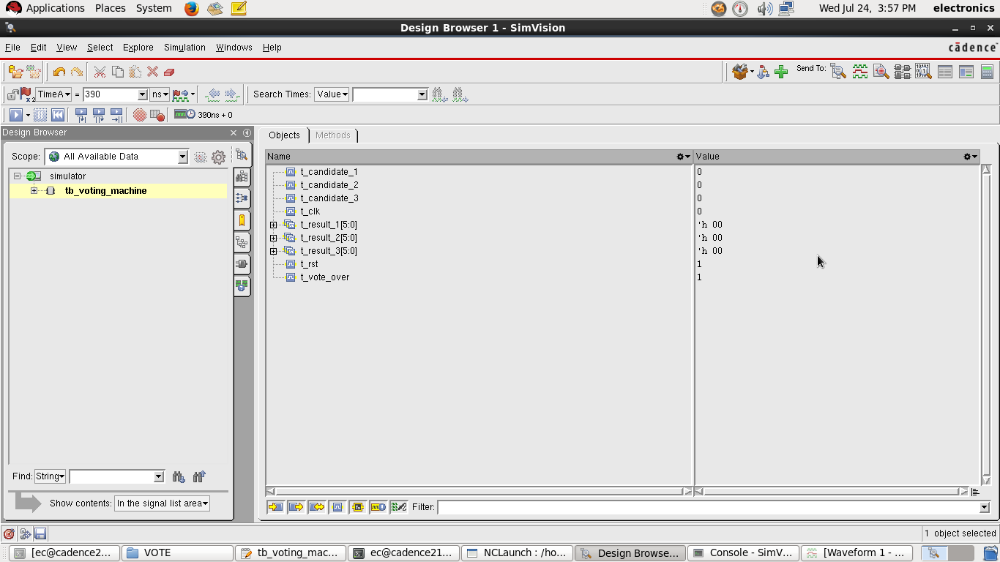 Applications Places System Wed Jul 24, 3:57 PM electronics
Design Browser 1 - SimVision
File Edit View Select Explore Simulation Windows Help cādence
Send To:
TimeA = 390 ns Search Times: Value
390ns + 0
Design Browser
Objects Methods
Scope: All Available Data
Name Value
simulator
tb_voting_machine
t_candidate_1 0
t_candidate_2 0
t_candidate_3 0
t_clk 0
t_result_1[5:0] 'h 00
t_result_2[5:0] 'h 00
t_result_3[5:0] 'h 00
t_rst 1
t_vote_over 1
Find: String
Show contents: In the signal list area
Filter:
1 object selected
[ec@cadence2... VOTE tb_voting_mac... ec@cadence21... NCLaunch : /ho... Design Browse... Console - SimV... [Waveform 1 - ...